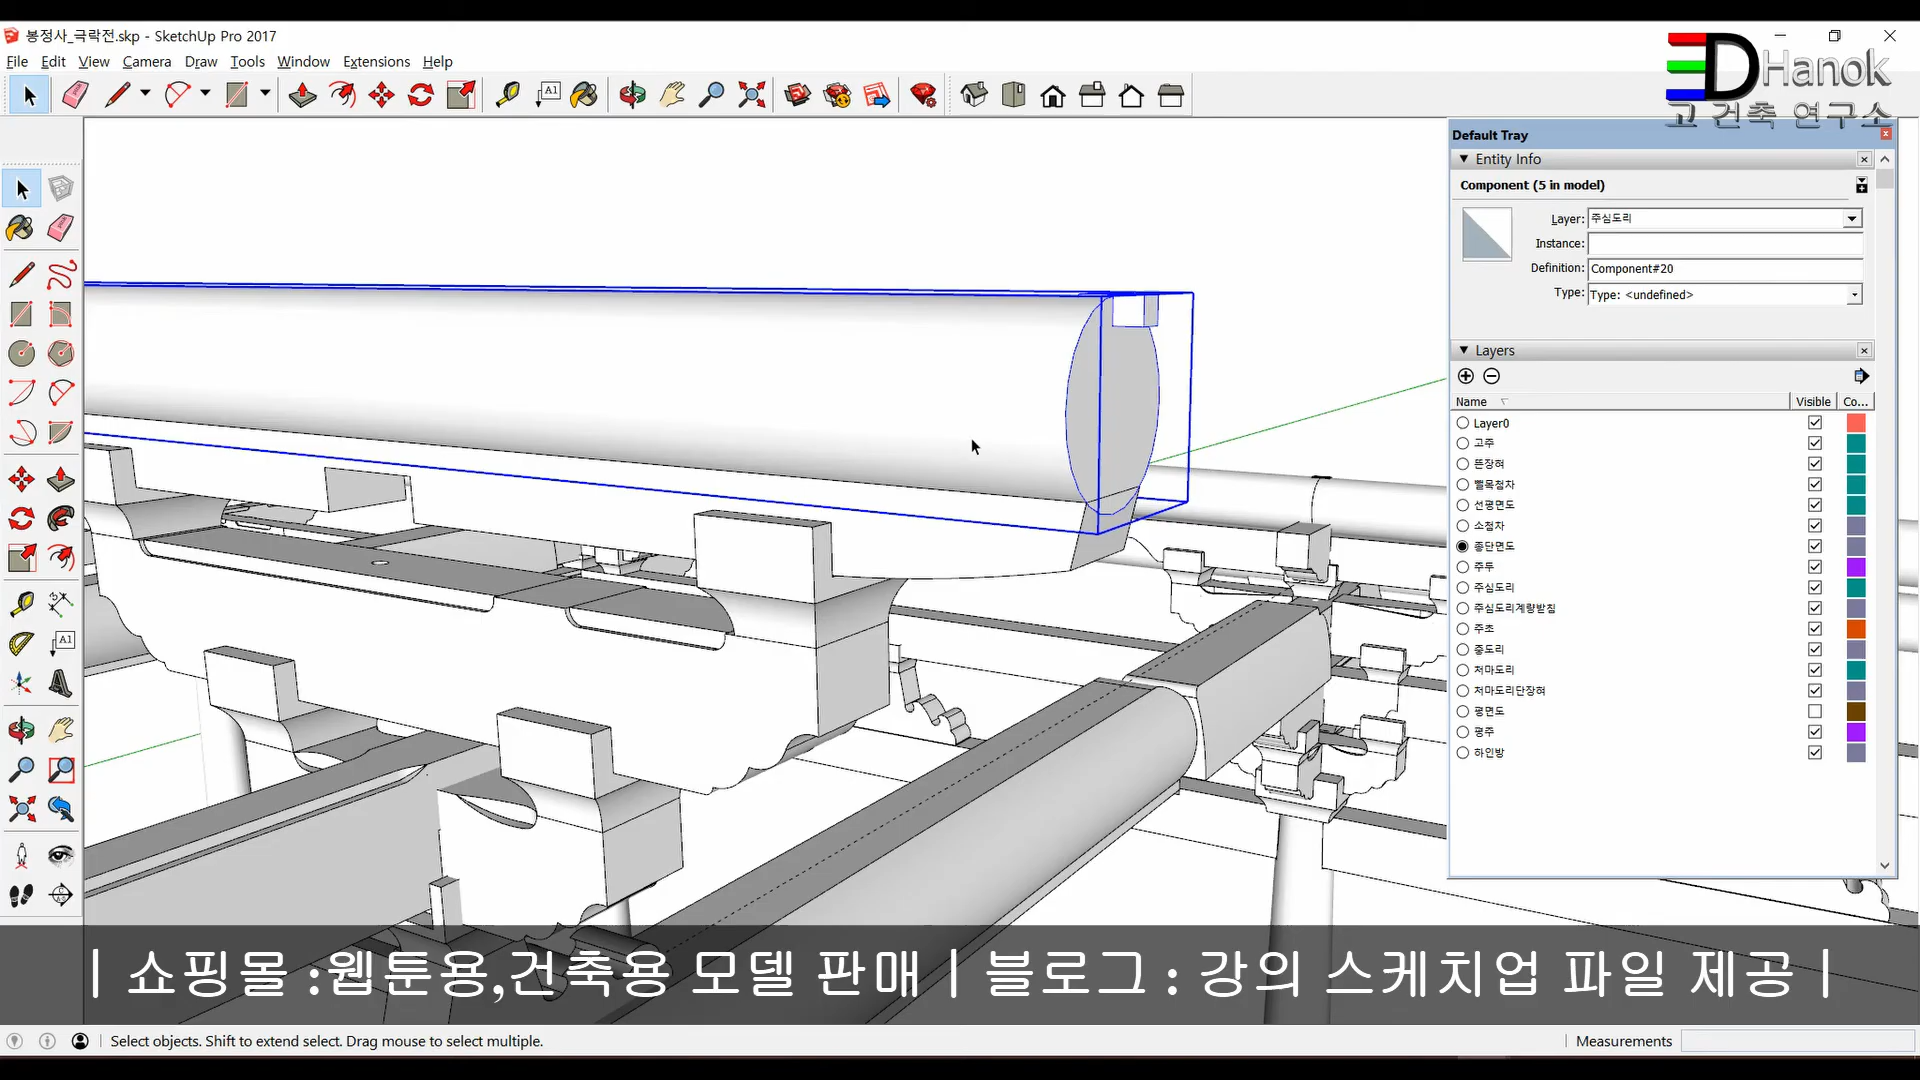 봉정사_극락전.skp - SketchUp Pro 2017
File Edit View Camera Draw Tools Window Extensions Help
3DHanok
고 건축 연구소
A1
Default Tray
Entity Info
Component (5 in model)
Layer: 주심도리
Instance:
Definition: Component#20
Type: Type: <undefined>
Layers
Name Visible Co...
Layer0
고주
뜬장혀
뺄목첨차
선평면도
소첨차
종단면도
주두
주심도리
주심도리계량받침
주초
중도리
처마도리
처마도리단장혀
평면도
평주
하인방
A1
| 쇼핑몰 :웹툰용,건축용 모델 판매 | 블로그 : 강의 스케치업 파일 제공 |
Select objects. Shift to extend select. Drag mouse to select multiple.
Measurements